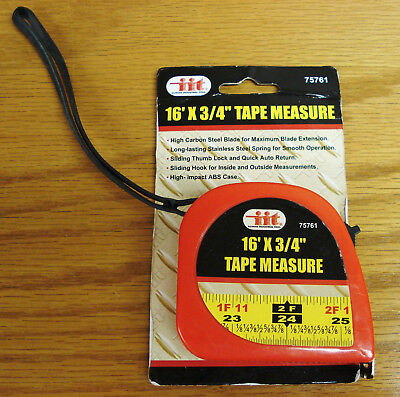 iit 75761
16' X 3/4" TAPE MEASURE
• High Carbon Steel Blade for Maximum Blade Extension.
• Long-lasting Stainless Steel Spring for Smooth Operation.
• Sliding Thumb Lock and Quick Auto Return.
• Sliding Hook for Inside and Outside Measurements.
• High- Impact ABS Case.
iit
75761
16' X 3/4"
TAPE MEASURE
1F 11 2 F 2F 1
23 24 25